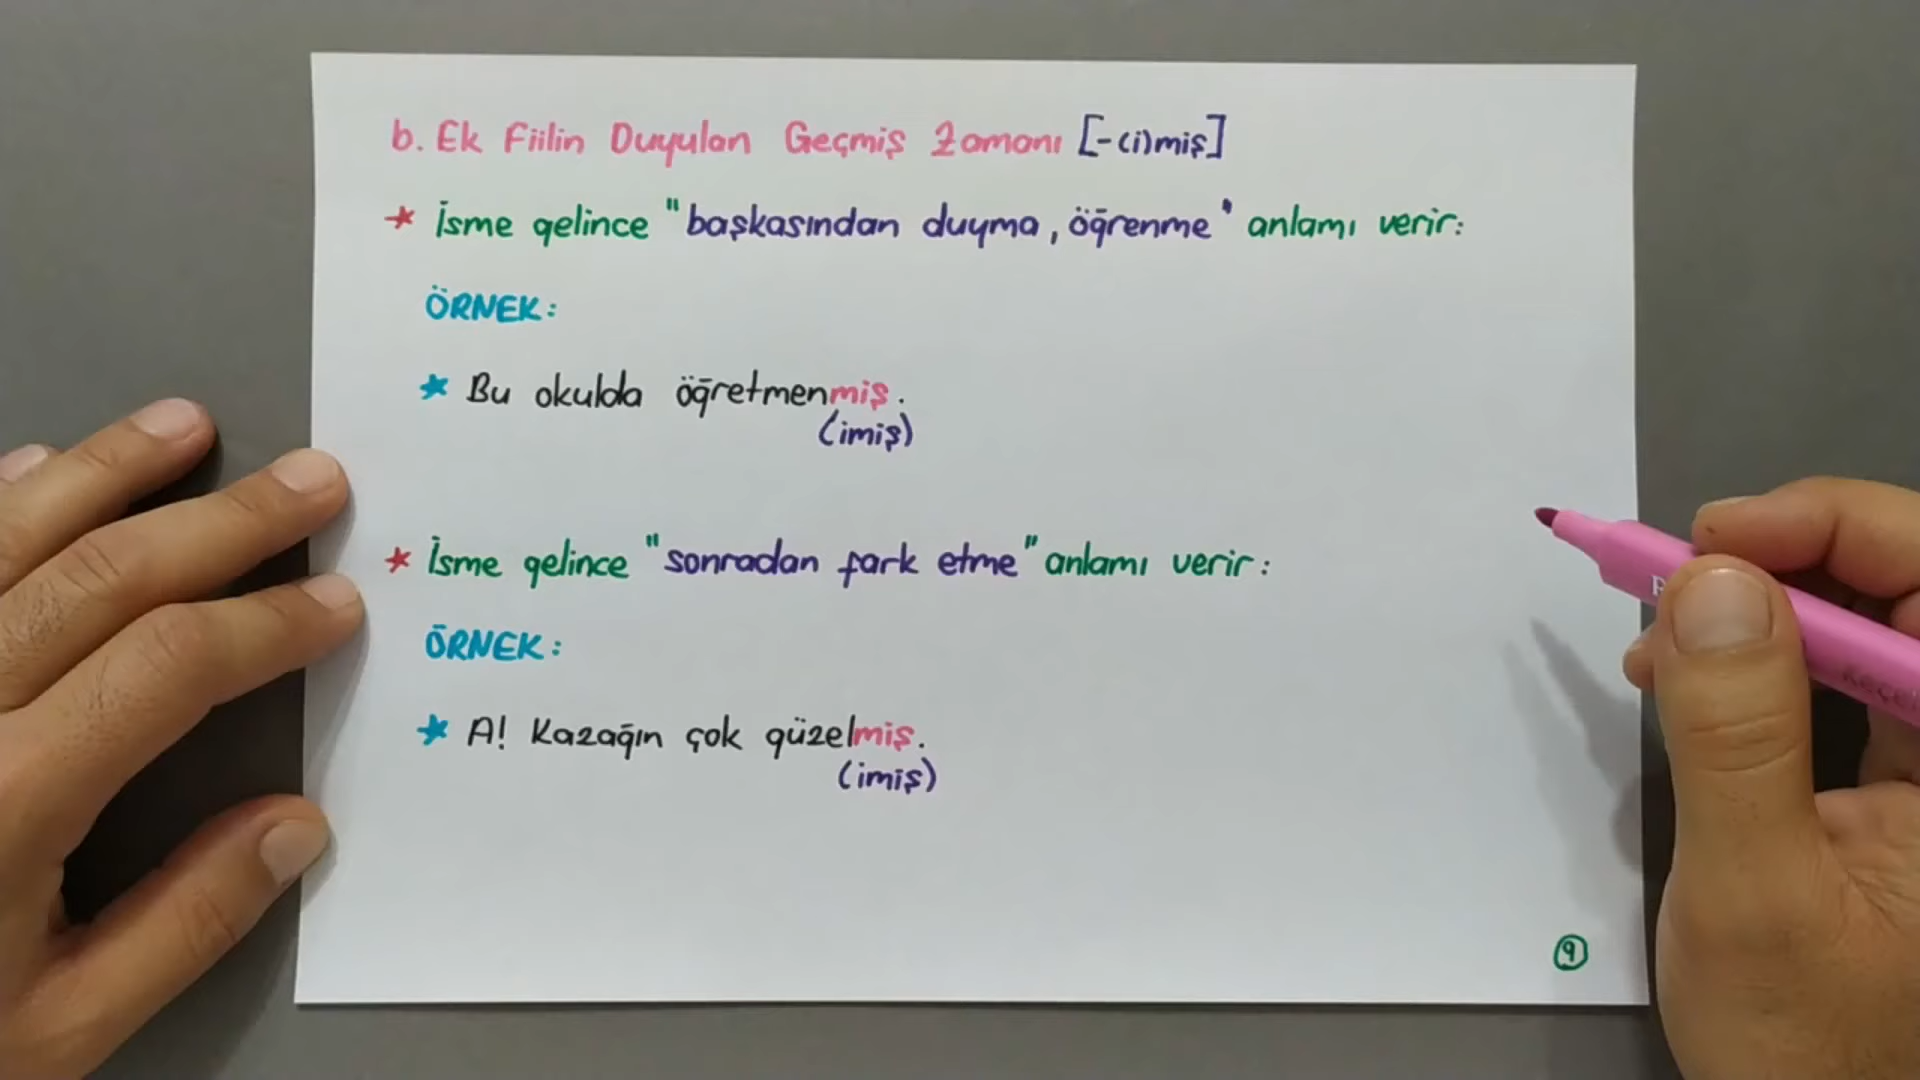 b. Ek Fiilin Duyulan Geçmiş Zamanı [-(i)miş]
* İsme gelince "başkasından duyma, öğrenme" anlamı verir:
ÖRNEK:
* Bu okulda öğretmenmiş.
(imiş)
* İsme gelince "sonradan fark etme" anlamı verir:
ÖRNEK:
* A! Kazağın çok güzelmiş.
(imiş)
9